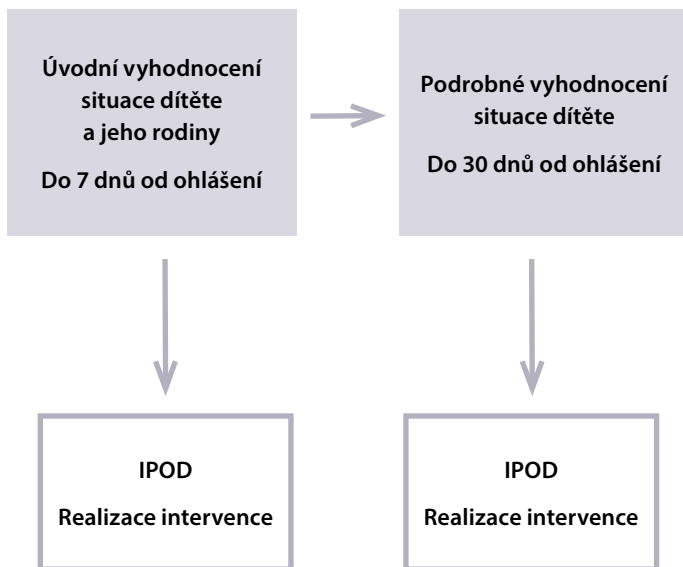 Úvodní vyhodnocení
situace dítěte
a jeho rodiny
Do 7 dnů od ohlášení
Podrobné vyhodnocení
situace dítěte
Do 30 dnů od ohlášení
IPOD
Realizace intervence
IPOD
Realizace intervence